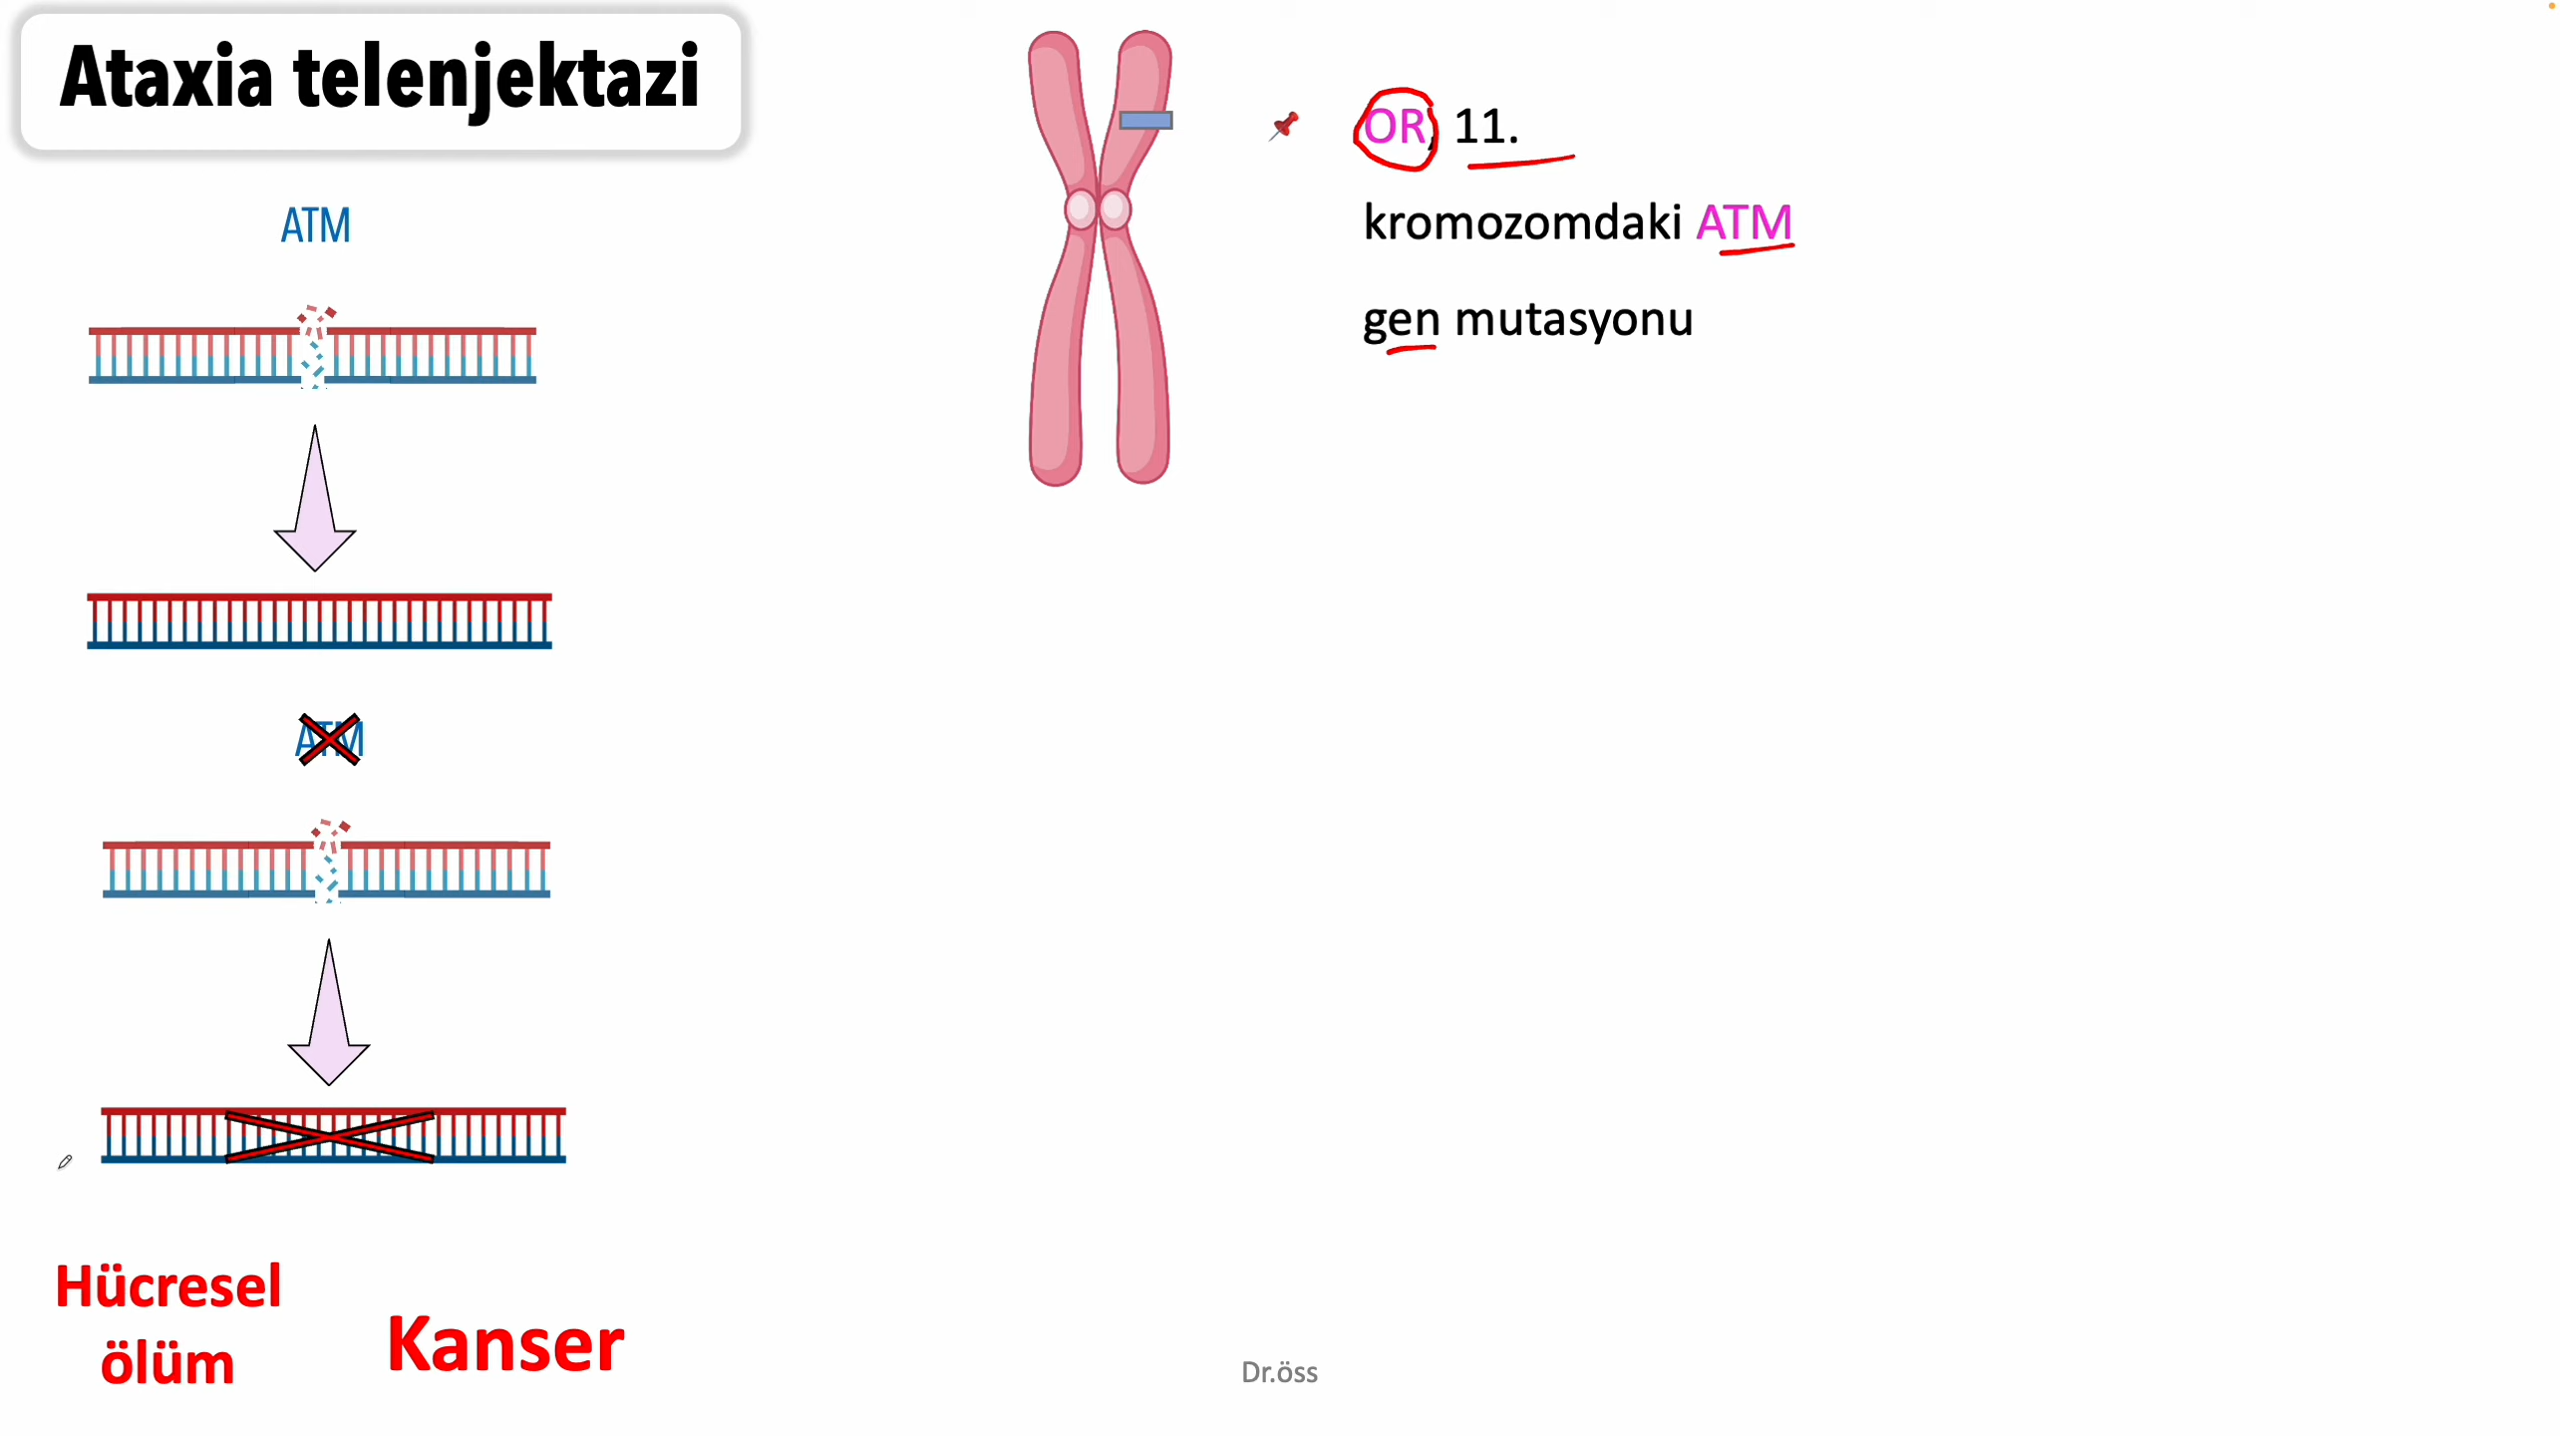 Ataxia telenjektazi
ATM
ATM
Hücresel
ölüm
Kanser
OR, 11.
kromozomdaki ATM
gen mutasyonu
Dr.öss